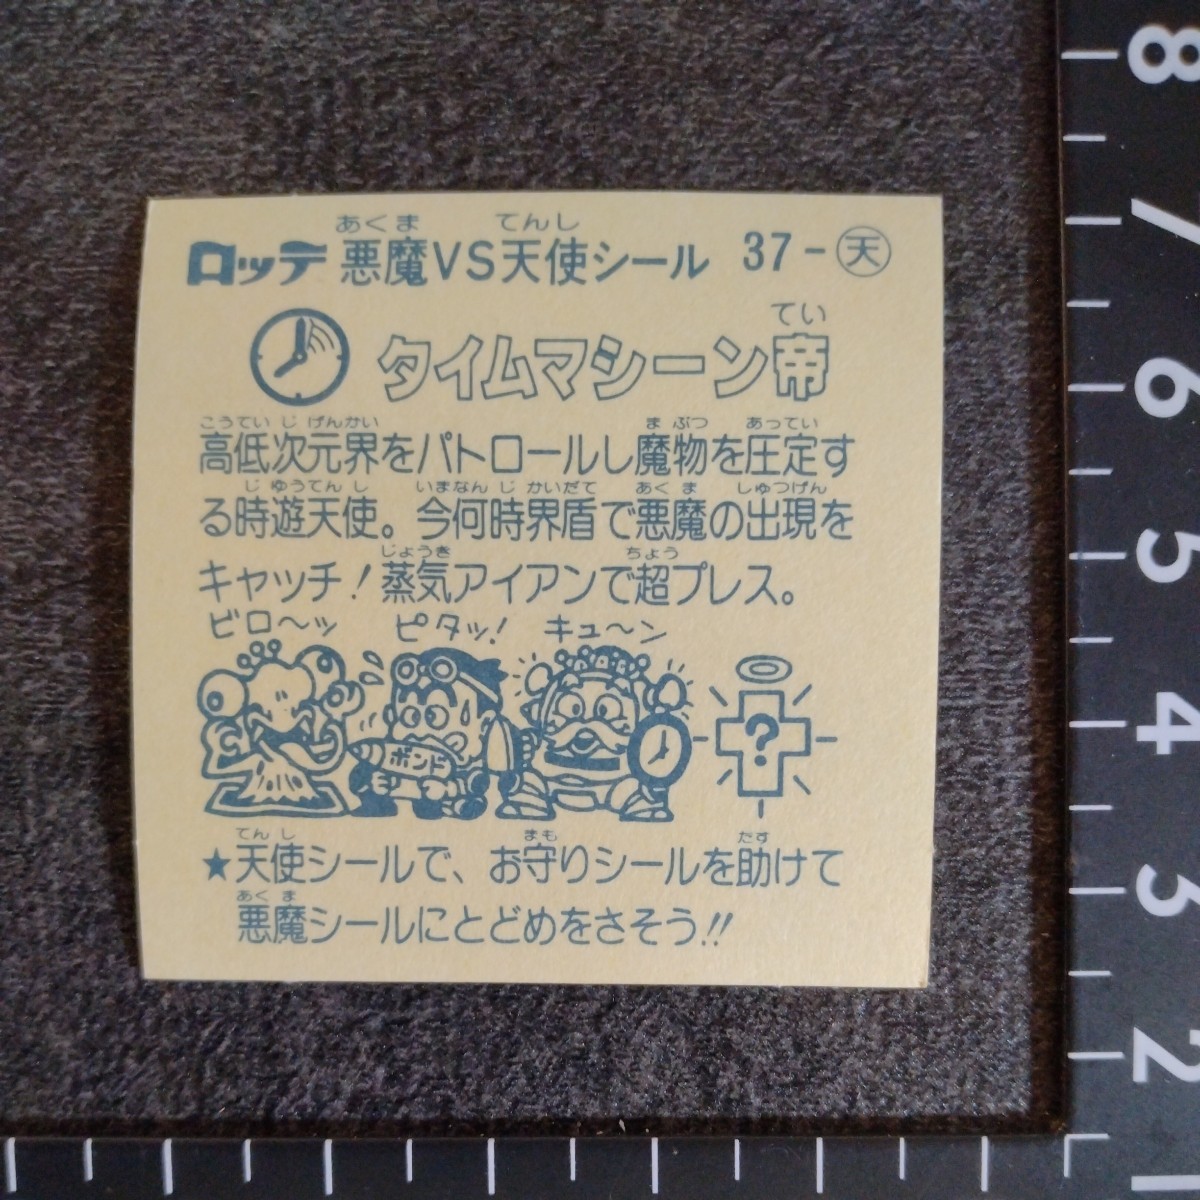 あくま てんし
ロッテ 悪魔VS天使シール 37-天
てい
タイムマシーン帝
こうていじげんかい まぶつ あってい
高低次元界をパトロールし魔物を圧定す
じゆうてんし いまなんじかいだて あくま しゅつげん
る時遊天使。今何時界盾で悪魔の出現を
じょうき ちょう
キャッチ!蒸気アイアンで超プレス。
ビロ〜ッ ピタッ! キュ〜ン
ボンド
?
てんし まも たす
★天使シールで、お守りシールを助けて
あくま
悪魔シールにとどめをさそう!!
8
7
6
5
4
3
2
1